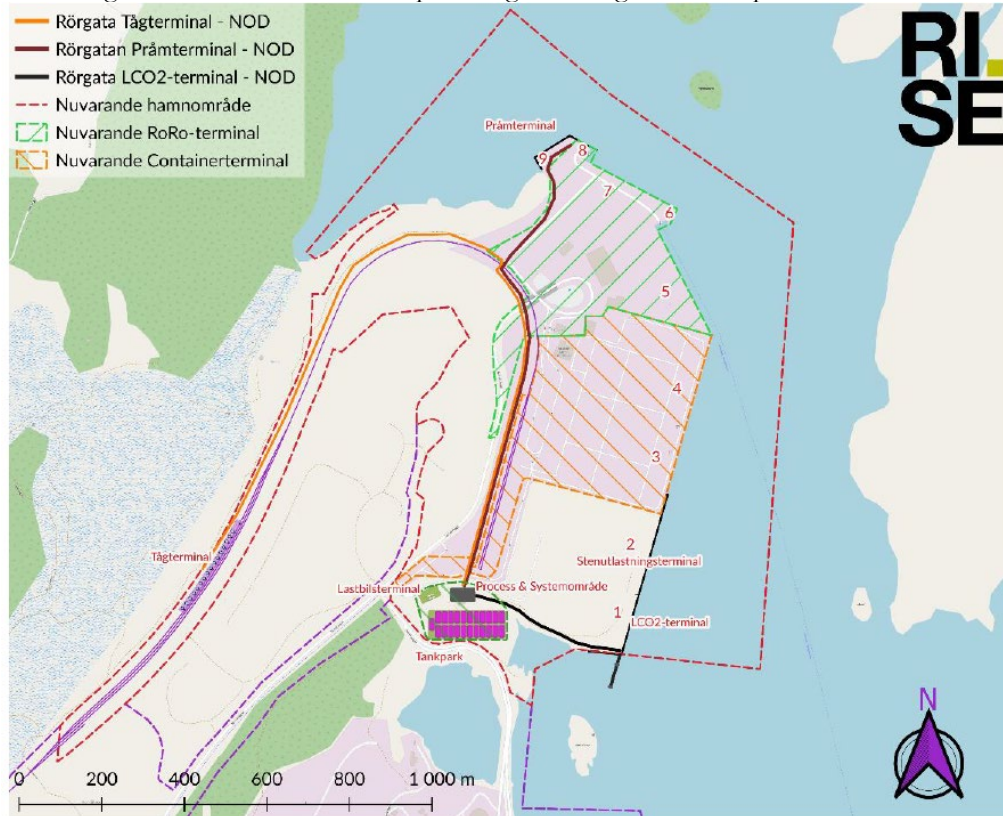 Rörgata Tågterminal - NOD
Rörgatan Pråmterminal - NOD
Rörgata LCO2-terminal - NOD
Nuvarande hamnområde
Nuvarande RoRo-terminal
Nuvarande Containerterminal
RI.
SE
Pråmterminal
9
8
7
6
5
4
3
2
Stenutlastningsterminal
Tågterminal
Lastbilsterminal
Process & Systemområde
1
LCO2-terminal
Tankpark
N
0 200 400 600 800 1 000 m